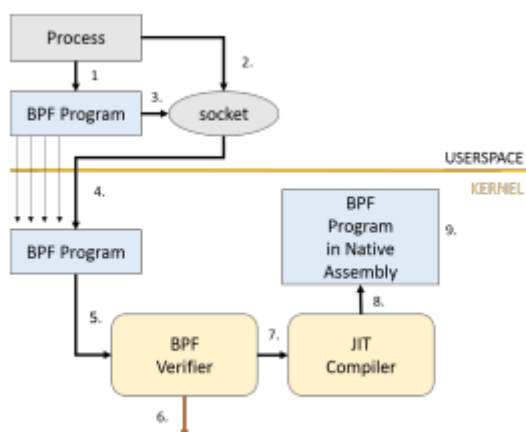 Process
1
2.
BPF Program
3.
socket
USERSPACE
KERNEL
4.
BPF
Program
in Native
Assembly
9.
BPF Program
5.
8.
BPF
Verifier
7.
JIT
Compiler
6.